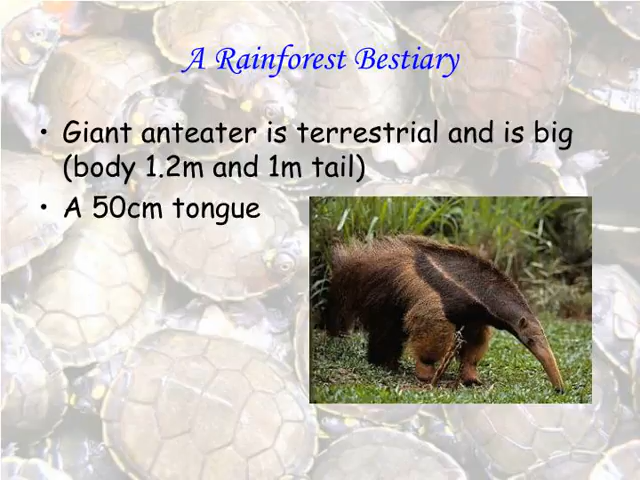 A Rainforest Bestiary
• Giant anteater is terrestrial and is big
(body 1.2m and 1m tail)
• A 50cm tongue